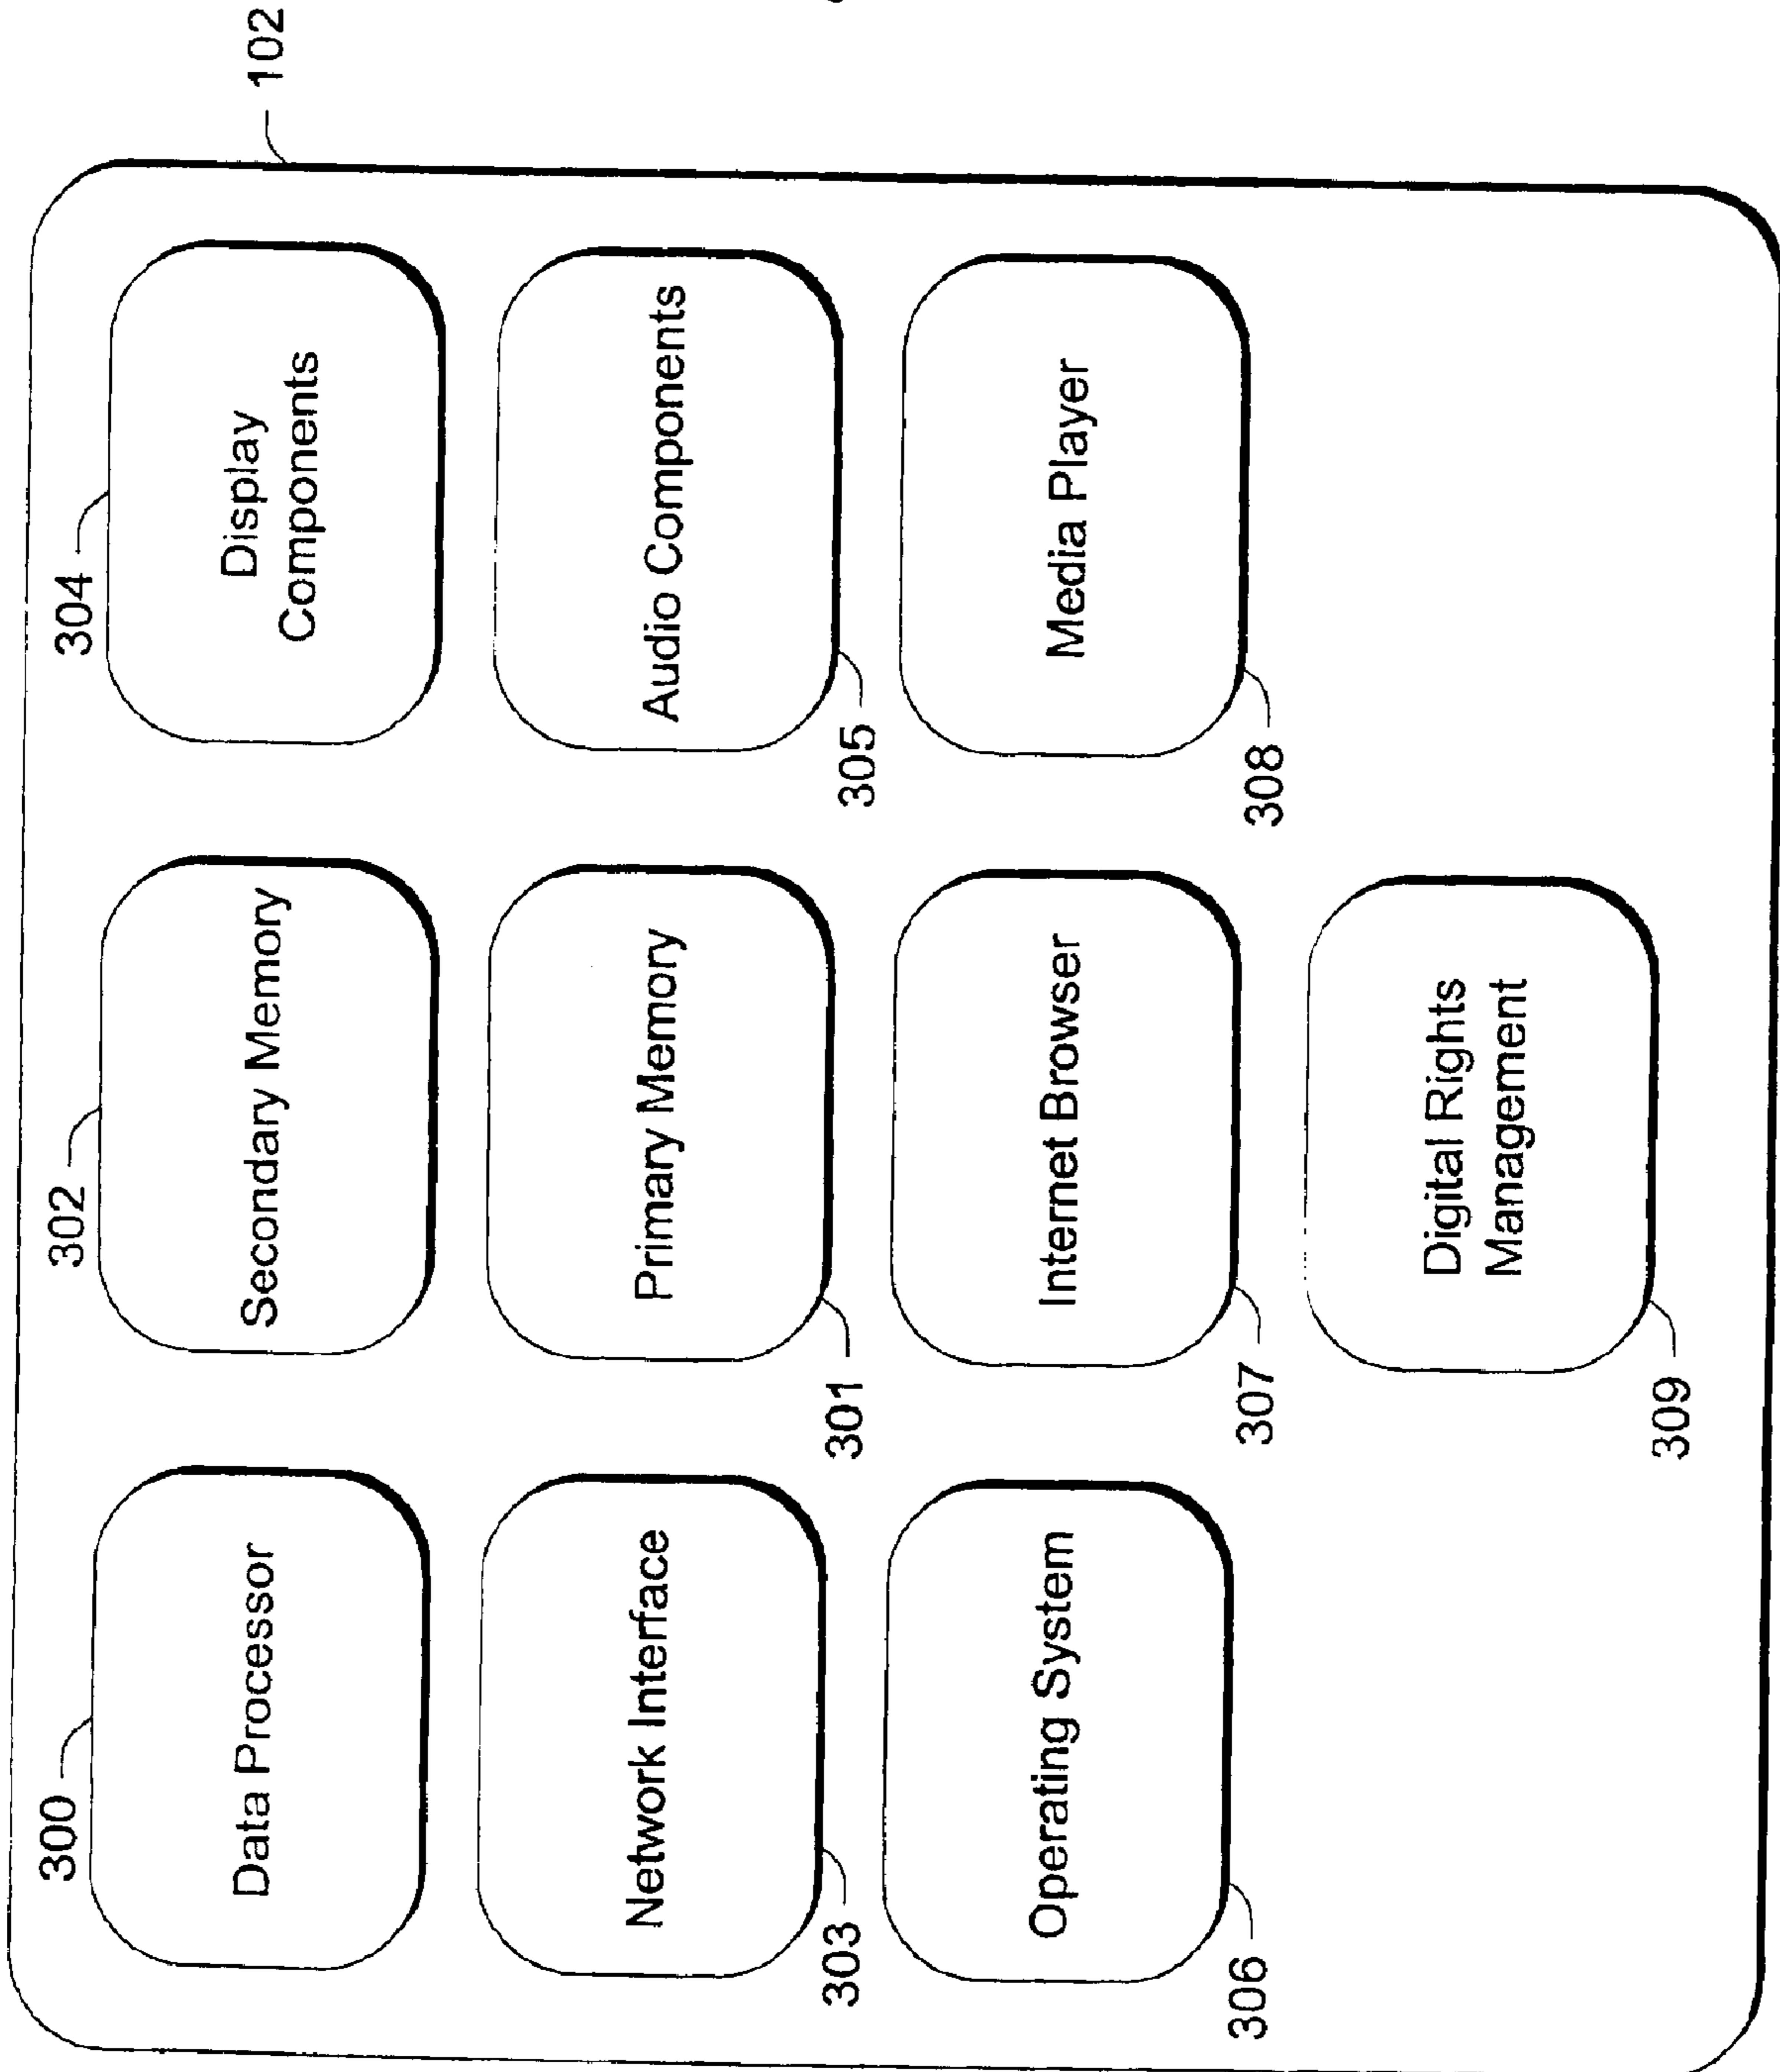 102
300
302
304
Data Processor
Secondary Memory
Display
Components
Network Interface
Primary Memory
Audio Components
303
301
305
Operating System
Internet Browser
Media Player
306
307
308
Digital Rights
Management
309